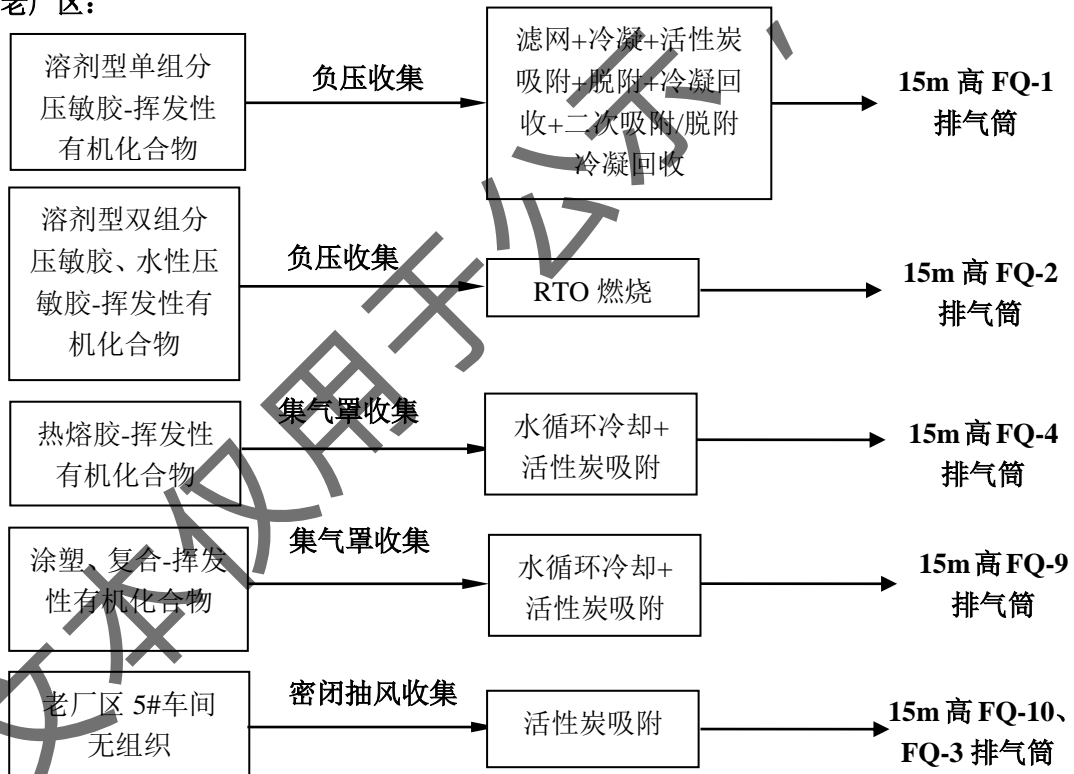 老厂区：
溶剂型单组分
压敏胶-挥发性
有机化合物
负压收集
滤网+冷凝+活性炭
吸附+脱附+冷凝回
收+二次吸附/脱附
冷凝回收
15m 高 FQ-1
排气筒
溶剂型双组分
压敏胶、水性压
敏胶-挥发性有
机化合物
负压收集
RTO 燃烧
15m 高 FQ-2
排气筒
热熔胶-挥发性
有机化合物
集气罩收集
水循环冷却+
活性炭吸附
15m 高 FQ-4
排气筒
涂塑、复合-挥发
性有机化合物
集气罩收集
水循环冷却+
活性炭吸附
15m 高 FQ-9
排气筒
老厂区 5#车间
无组织
密闭抽风收集
活性炭吸附
15m 高 FQ-10、
FQ-3 排气筒
文本仅用于公示，